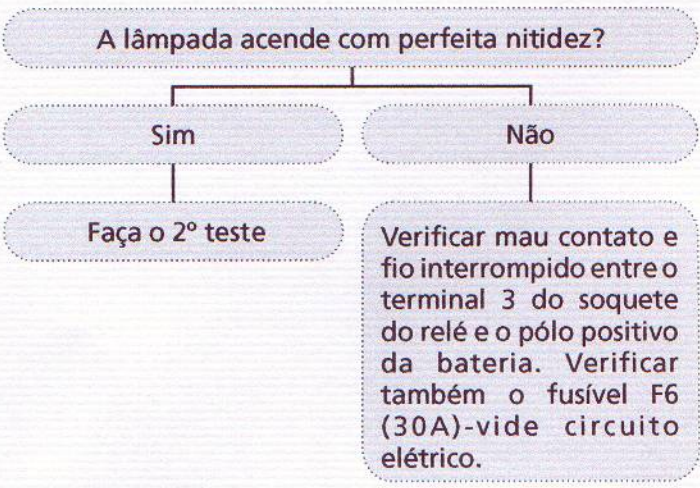 A lâmpada acende com perfeita nitidez?
Sim
Não
Faça o 2º teste
Verificar mau contato e
fio interrompido entre o
terminal 3 do soquete
do relé e o pólo positivo
da bateria. Verificar
também o fusível F6
(30A)-vide circuito
elétrico.